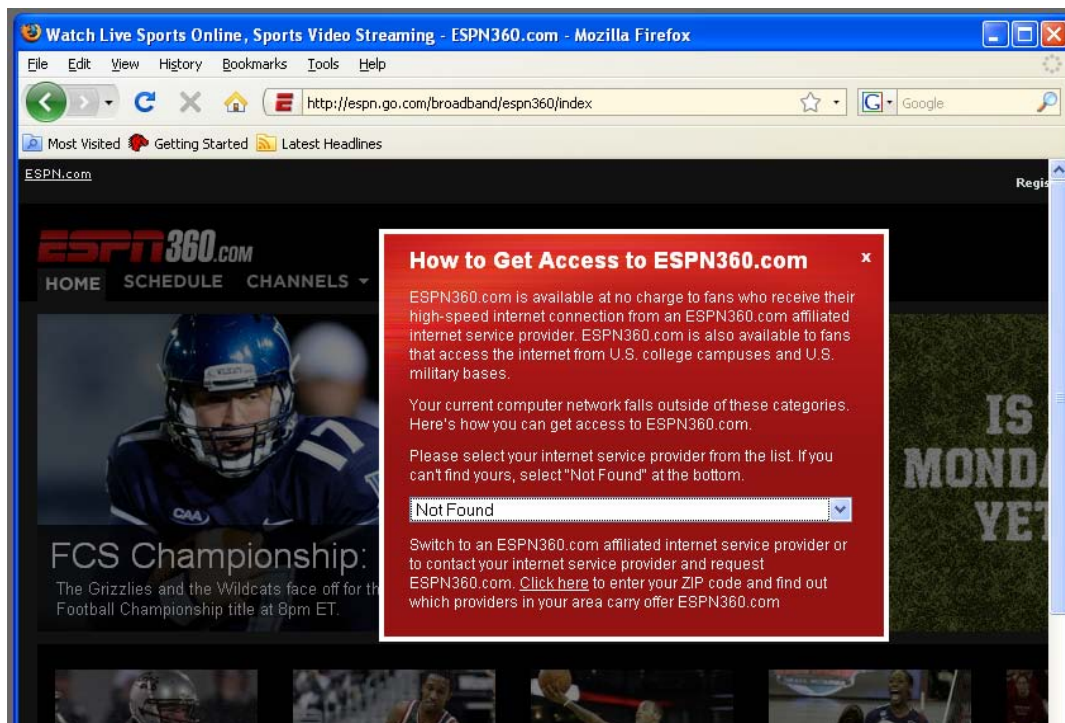 Watch Live Sports Online, Sports Video Streaming - ESPN360.com - Mozilla Firefox
File Edit View History Bookmarks Tools Help
http://espn.go.com/broadband/espn360/index
G Google
Most Visited Getting Started Latest Headlines
ESPN.com
Regis
ESPN360.COM
HOME SCHEDULE CHANNELS
How to Get Access to ESPN360.com x
ESPN360.com is available at no charge to fans who receive their
high-speed internet connection from an ESPN360.com affiliated
internet service provider. ESPN360.com is also available to fans
that access the internet from U.S. college campuses and U.S.
military bases.
Your current computer network falls outside of these categories.
Here's how you can get access to ESPN360.com.
Please select your internet service provider from the list. If you
can't find yours, select "Not Found" at the bottom.
Not Found
Switch to an ESPN360.com affiliated internet service provider or
to contact your internet service provider and request
ESPN360.com. Click here to enter your ZIP code and find out
which providers in your area carry offer ESPN360.com
17
CAA
FCS Championship:
The Grizzlies and the Wildcats face off for th
Football Championship title at 8pm ET.
IS
MONDA
YET